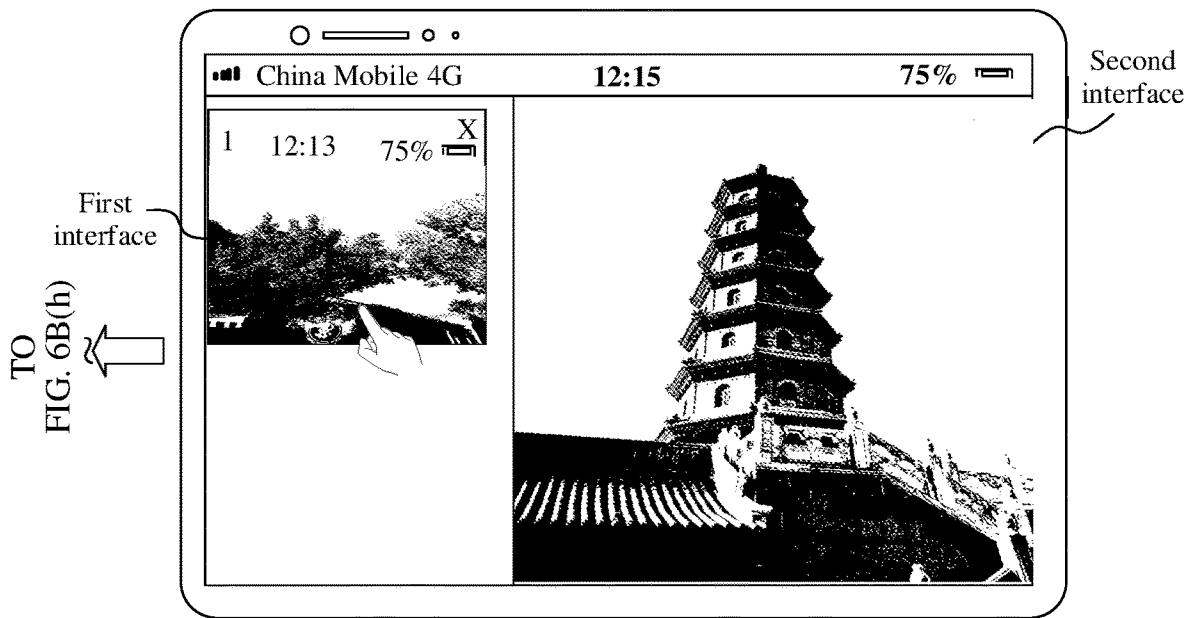 China Mobile 4G 12:15 75%
Second
interface
1 12:13 75% X
First
interface
TO
FIG. 6B(h)